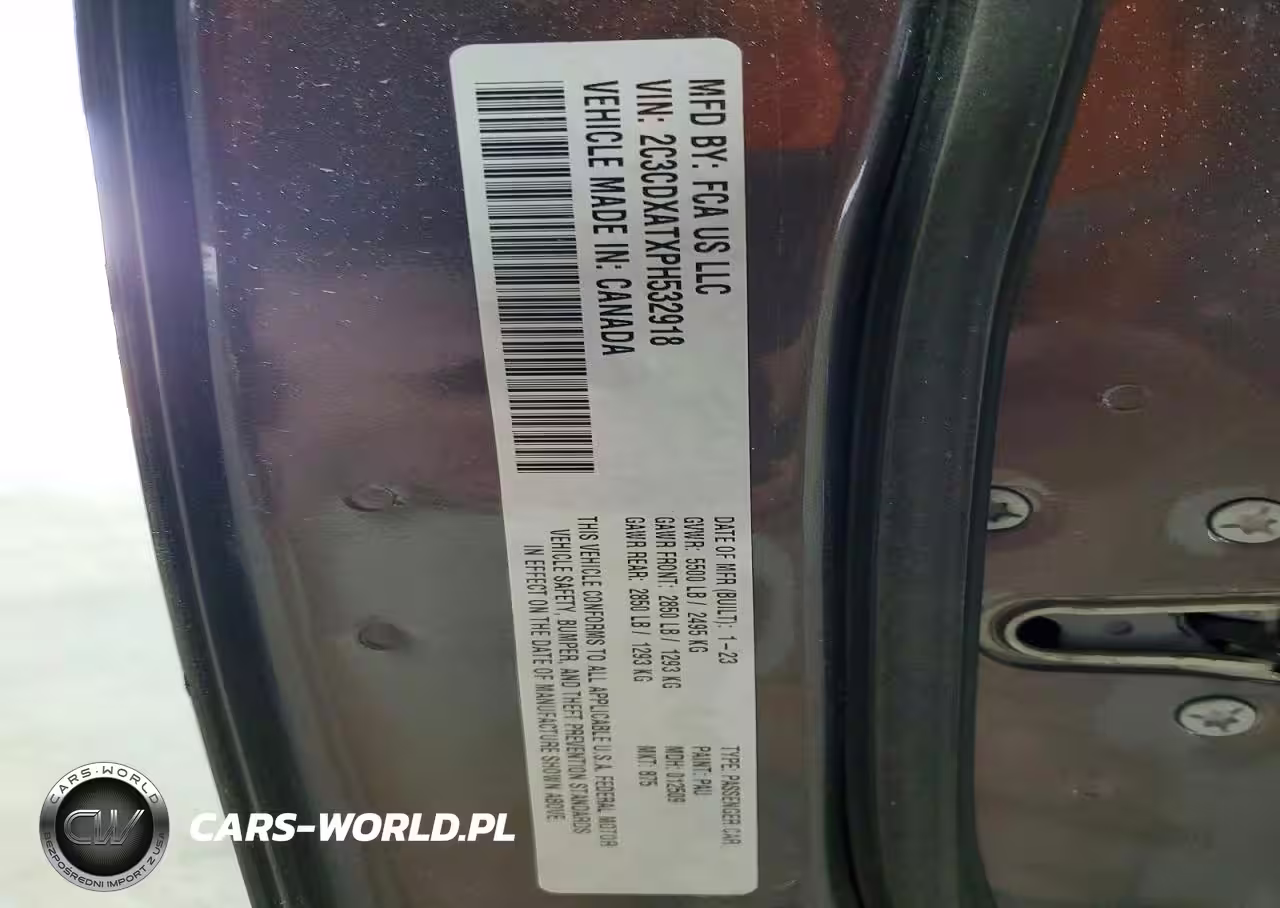 MFD BY: FCA US LLC
VIN: 2C3CDXATXPH532918
VEHICLE MADE IN: CANADA
DATE OF MFR (BUILT): 1-23
GVWR: 5500 LB / 2495 KG
GAWR FRONT: 2850 LB / 1293 KG
GAWR REAR: 2850 LB / 1293 KG
TYPE: PASSENGER CAR
PAINT: PAU
MDH: 012509
MKT: 875
THIS VEHICLE CONFORMS TO ALL APPLICABLE U.S.A. FEDERAL MOTOR
VEHICLE SAFETY, BUMPER, AND THEFT PREVENTION STANDARDS
IN EFFECT ON THE DATE OF MANUFACTURE SHOWN ABOVE.
CARS-WORLD
CW
BEZPOŚREDNI IMPORT Z USA
CARS-WORLD.PL